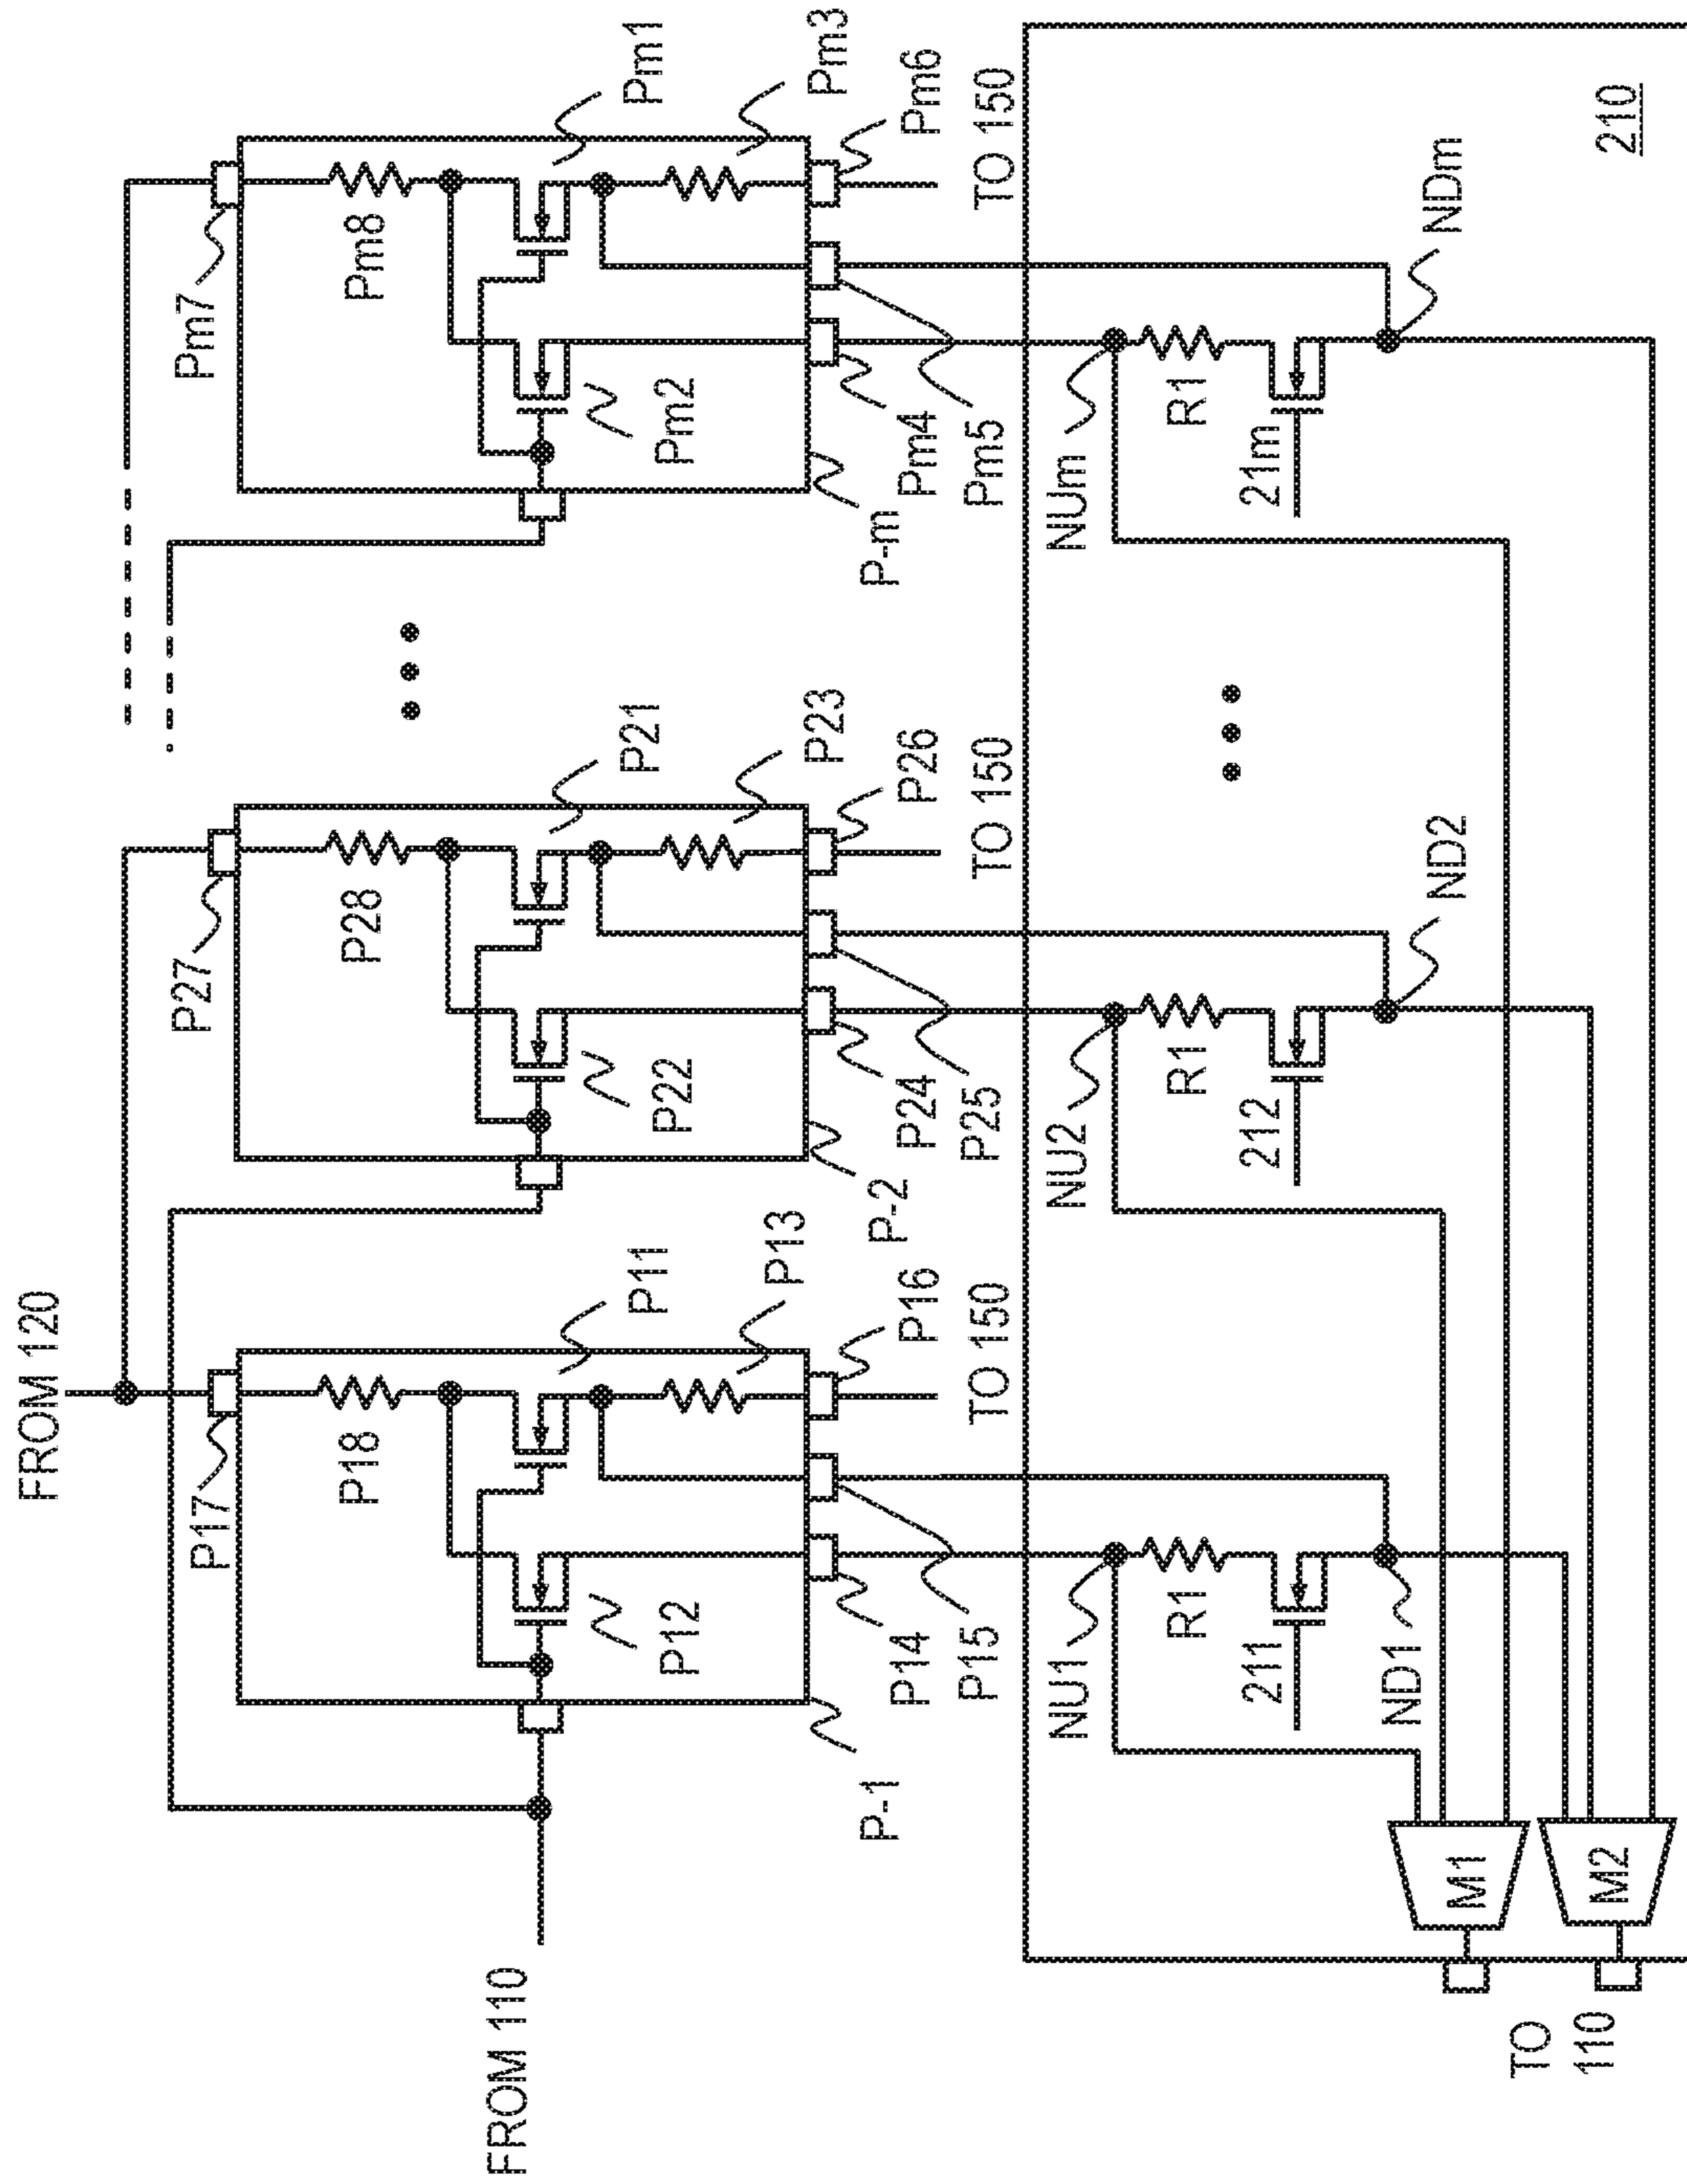 FROM 120
FROM 110
P17
P18
P11
P12
P13
P14
P15
P16
P-1
TO 150
P27
P28
P21
P22
P23
P24
P25
P26
P-2
TO 150
Pm7
Pm8
Pm1
Pm2
Pm3
Pm4
Pm5
Pm6
P-m
TO 150
NU1
R1
211
ND1
NU2
R1
212
ND2
NUm
R1
21m
NDm
M1
M2
TO
110
210